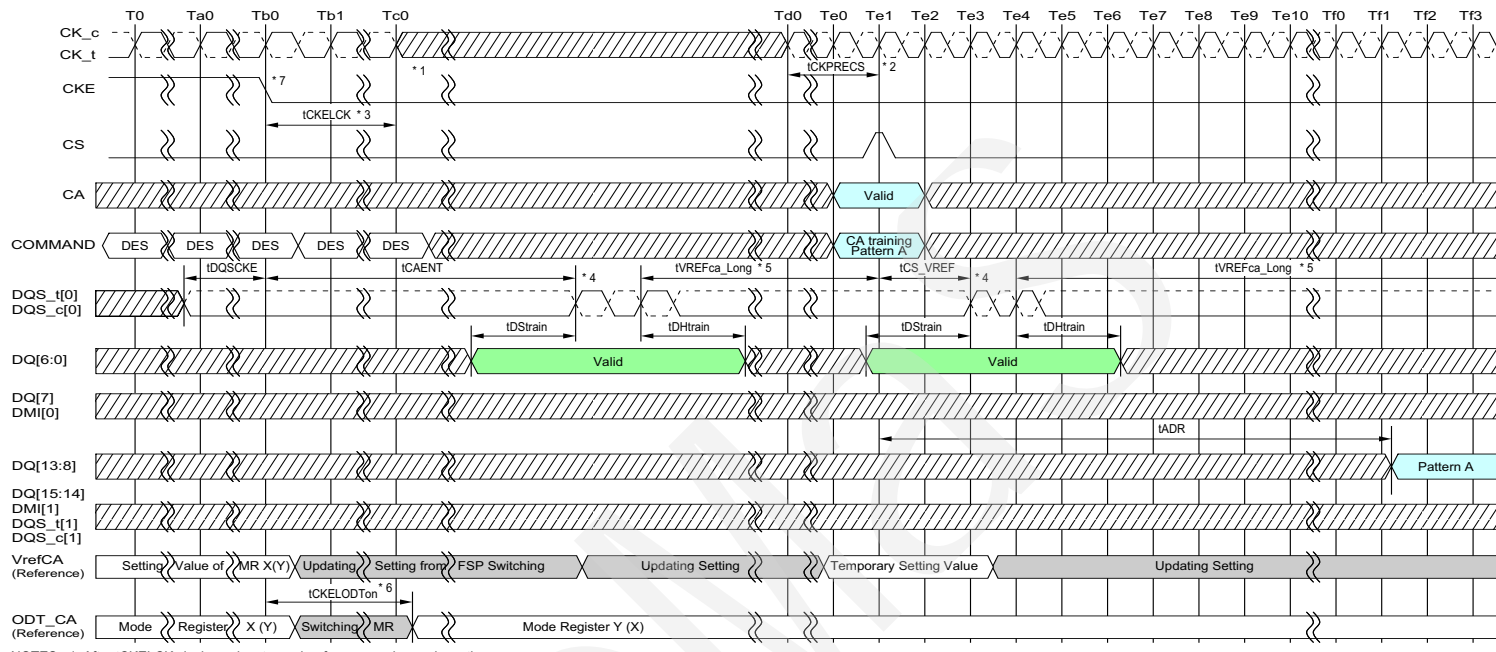 T0 Ta0 Tb0 Tb1 Tc0 Td0 Te0 Te1 Te2 Te3 Te4 Te5 Te6 Te7 Te8 Te9 Te10 Tf0 Tf1 Tf2 Tf3
CK_c
CK_t
* 1
tCKPRECS * 2
CKE
* 7
tCKELCK * 3
CS
CA
Valid
COMMAND DES DES DES DES DES CA training
Pattern A
tDQSCKE tCAENT * 4 tVREFca_Long * 5 tCS_VREF * 4 tVREFca_Long * 5
DQS_t[0]
DQS_c[0]
tDStrain tDHtrain tDStrain tDHtrain
DQ[6:0] Valid Valid
DQ[7]
DMI[0]
tADR
DQ[13:8] Pattern A
DQ[15:14]
DMI[1]
DQS_t[1]
DQS_c[1]
VrefCA
(Reference)
Setting Value of MR X(Y) Updating Setting from FSP Switching Updating Setting Temporary Setting Value Updating Setting
tCKELODTon * 6
ODT_CA
(Reference)
Mode Register X (Y) Switching MR Mode Register Y (X)